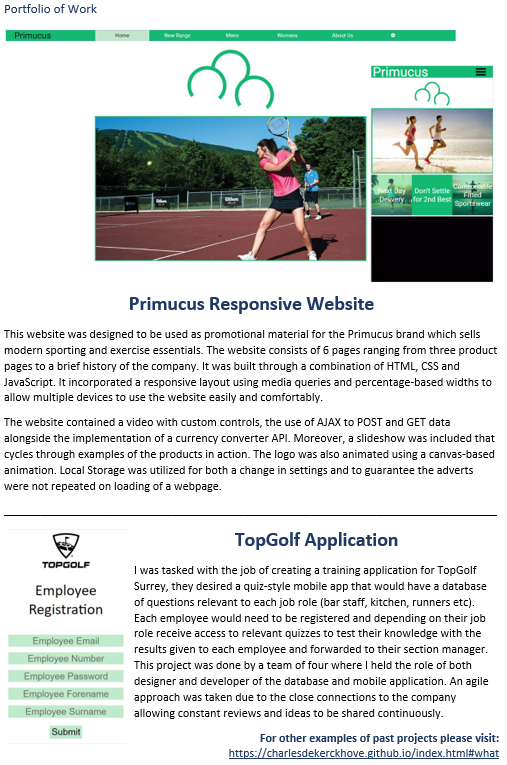 Portfolio of Work
Primucus Home New Range Mens Womens About Us
Primucus
Wilson Wilson
Next Day Delivery
Don't Settle for 2nd Best
Comfortable Fitted Sportswear
Primucus Responsive Website
This website was designed to be used as promotional material for the Primucus brand which sells
modern sporting and exercise essentials. The website consists of 6 pages ranging from three product
pages to a brief history of the company. It was built through a combination of HTML, CSS and
JavaScript. It incorporated a responsive layout using media queries and percentage-based widths to
allow multiple devices to use the website easily and comfortably.
The website contained a video with custom controls, the use of AJAX to POST and GET data
alongside the implementation of a currency converter API. Moreover, a slideshow was included that
cycles through examples of the products in action. The logo was also animated using a canvas-based
animation. Local Storage was utilized for both a change in settings and to guarantee the adverts
were not repeated on loading of a webpage.
TOPGOLF
Employee
Registration
Employee Email
Employee Number
Employee Password
Employee Forename
Employee Surname
Submit
TopGolf Application
I was tasked with the job of creating a training application for TopGolf
Surrey, they desired a quiz-style mobile app that would have a database
of questions relevant to each job role (bar staff, kitchen, runners etc).
Each employee would need to be registered and depending on their job
role receive access to relevant quizzes to test their knowledge with the
results given to each employee and forwarded to their section manager.
This project was done by a team of four where I held the role of both
designer and developer of the database and mobile application. An agile
approach was taken due to the close connections to the company
allowing constant reviews and ideas to be shared continuously.
For other examples of past projects please visit:
https://charlesdekerckhove.github.io/index.html#what